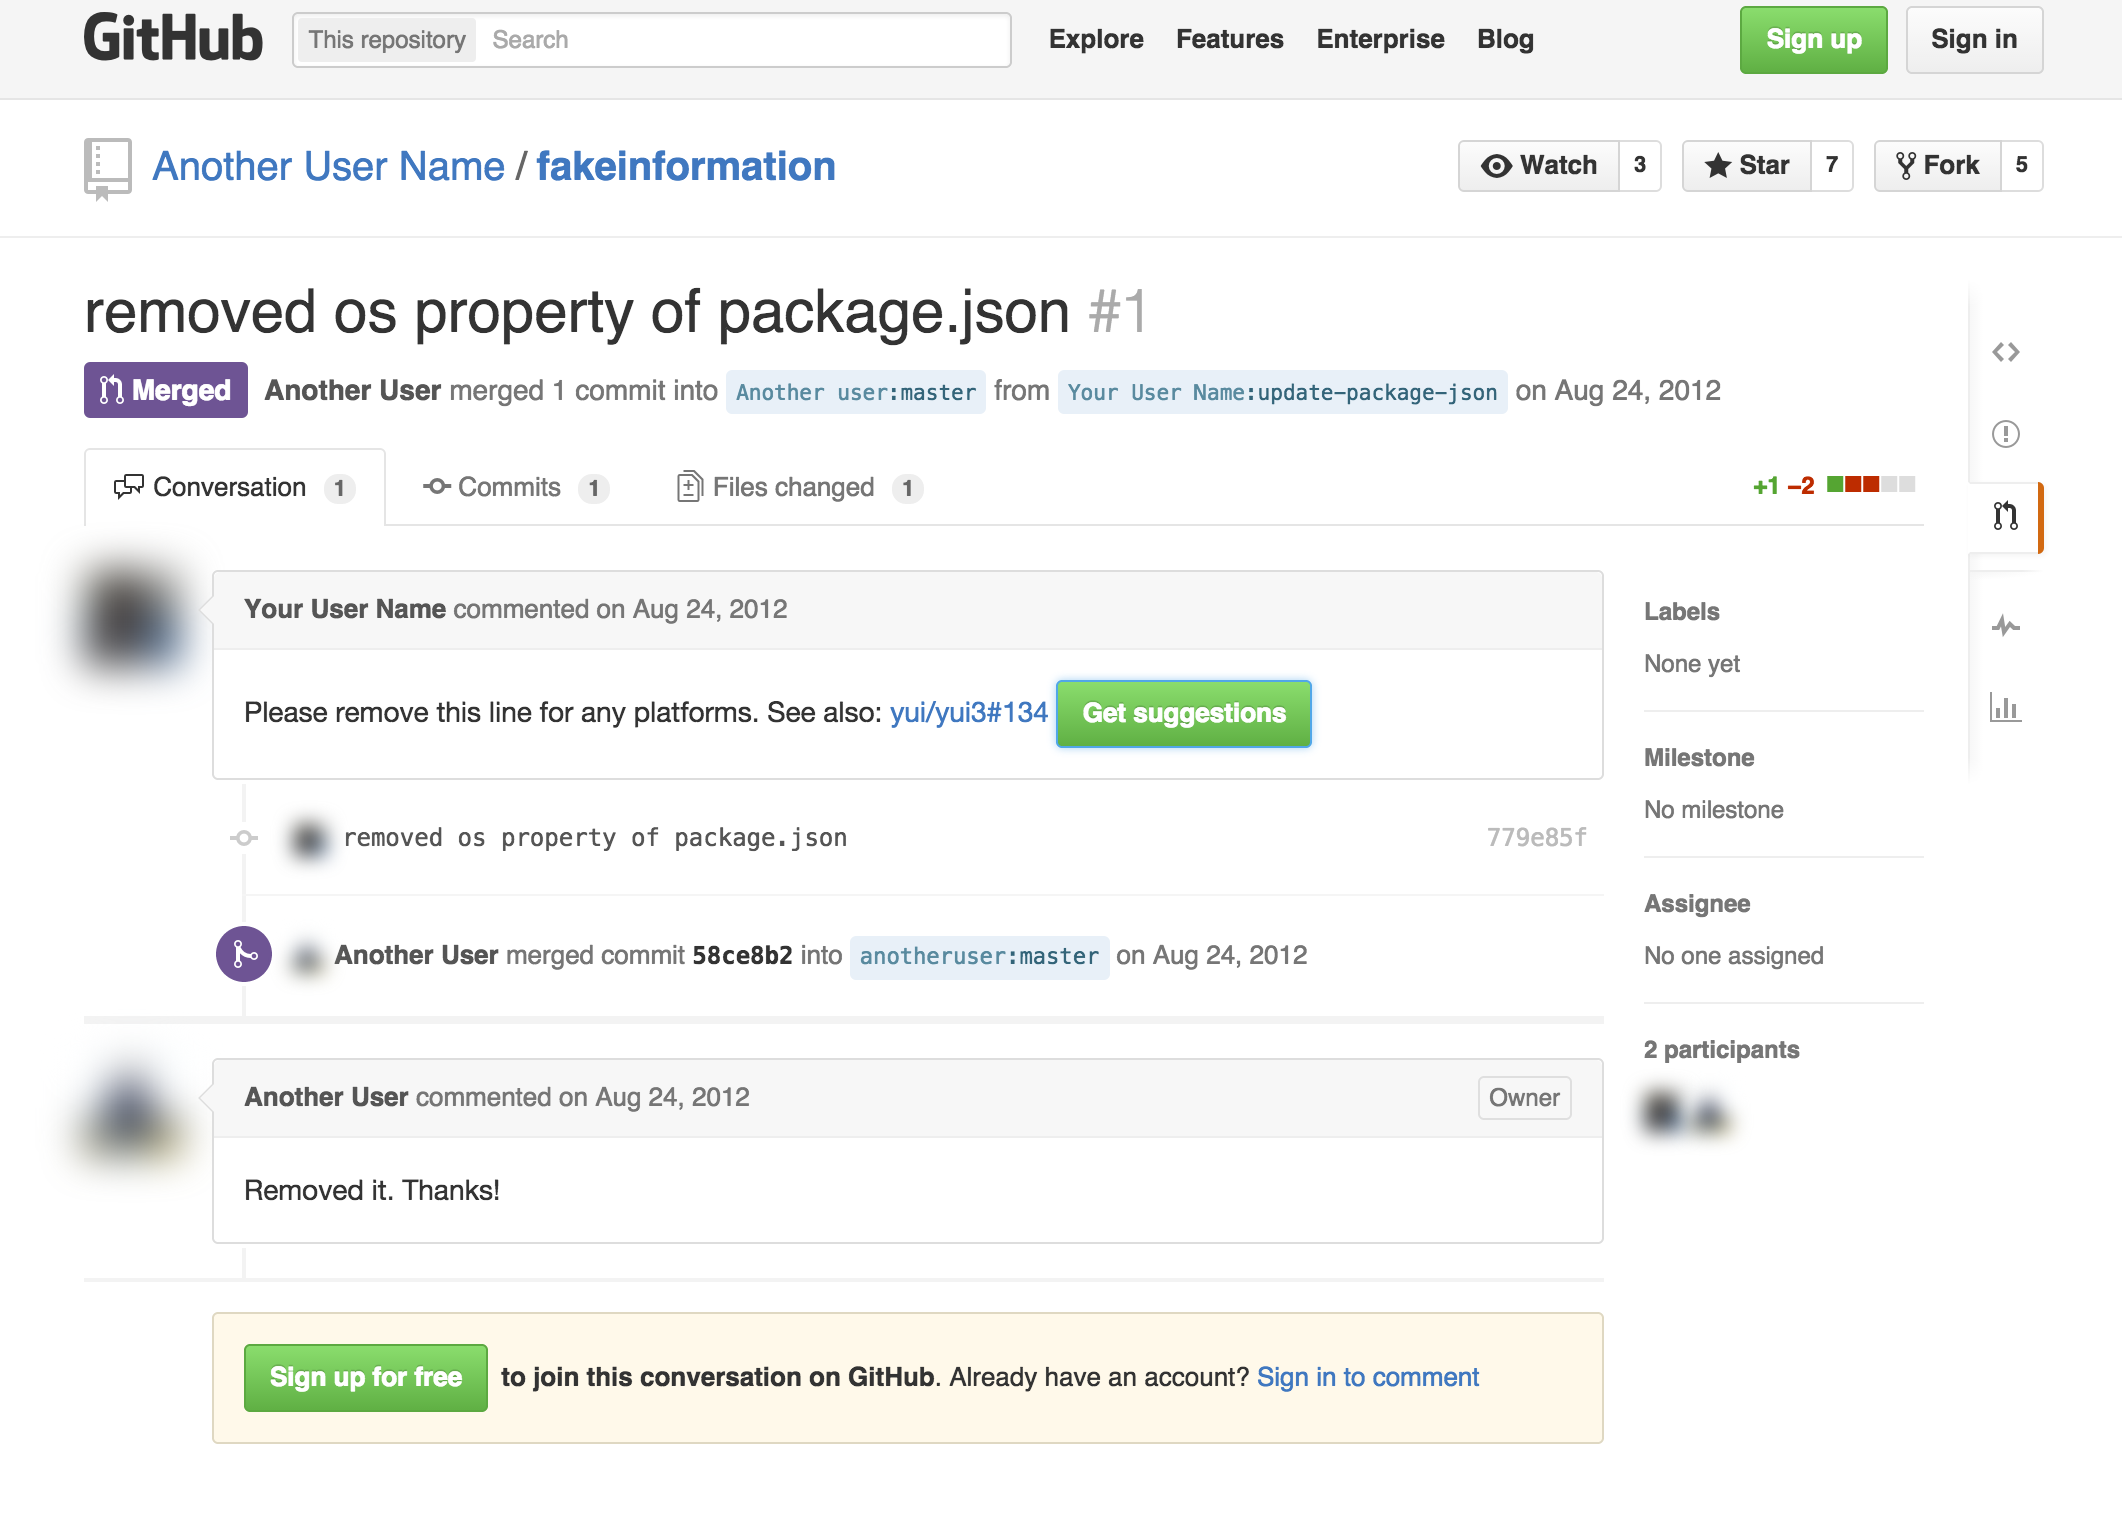 GitHub This repository Search Explore Features Enterprise Blog Sign up Sign in
Another User Name / fakeinformation Watch 3 Star 7 Fork 5
removed os property of package.json #1
Merged Another User merged 1 commit into Another user:master from Your User Name:update-package-json on Aug 24, 2012
Conversation 1 Commits 1 Files changed 1 +1 −2
Your User Name commented on Aug 24, 2012
Please remove this line for any platforms. See also: yui/yui3#134 Get suggestions
removed os property of package.json 779e85f
Another User merged commit 58ce8b2 into anotheruser:master on Aug 24, 2012
Another User commented on Aug 24, 2012 Owner
Removed it. Thanks!
Sign up for free to join this conversation on GitHub. Already have an account? Sign in to comment
Labels
None yet
Milestone
No milestone
Assignee
No one assigned
2 participants